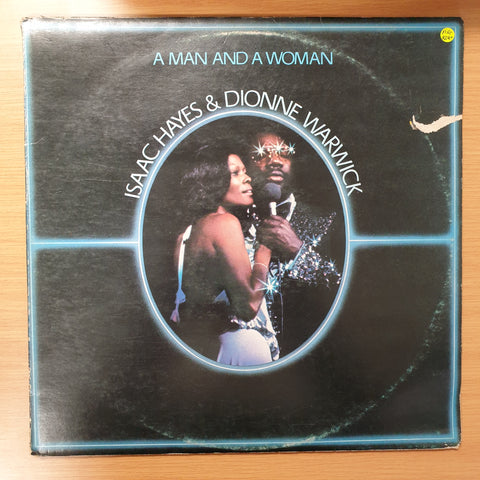 A MAN AND A WOMAN
ISAAC HAYES & DIONNE WARWICK